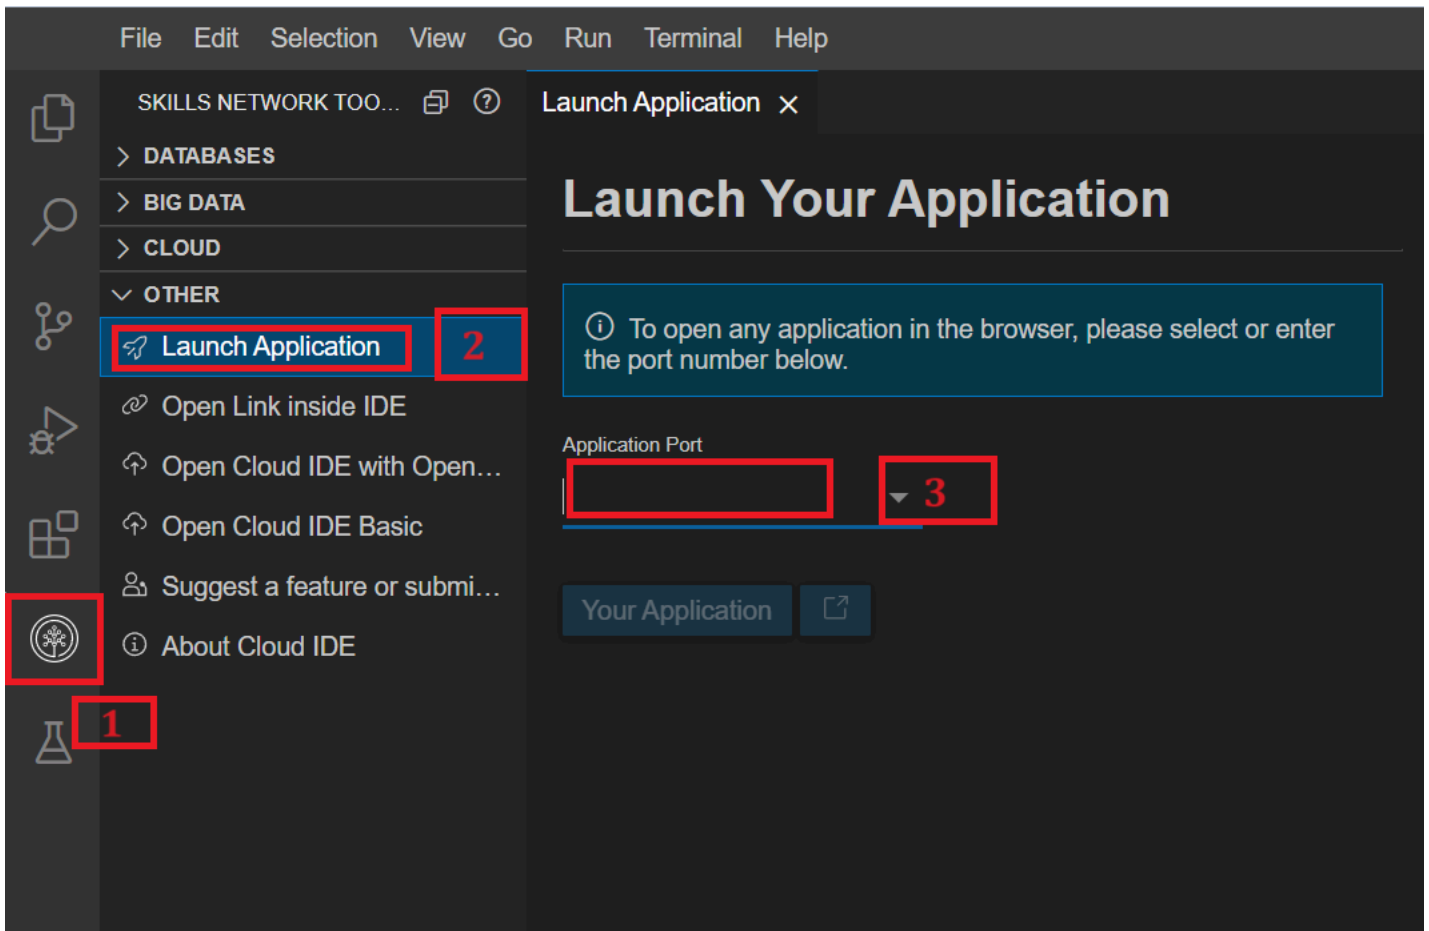 File Edit Selection View Go Run Terminal Help
SKILLS NETWORK TOO...
Launch Application
DATABASES
BIG DATA
CLOUD
OTHER
Launch Application
2
Open Link inside IDE
Open Cloud IDE with Open...
Open Cloud IDE Basic
Suggest a feature or submi...
About Cloud IDE
1
Launch Your Application
To open any application in the browser, please select or enter
the port number below.
Application Port
3
Your Application